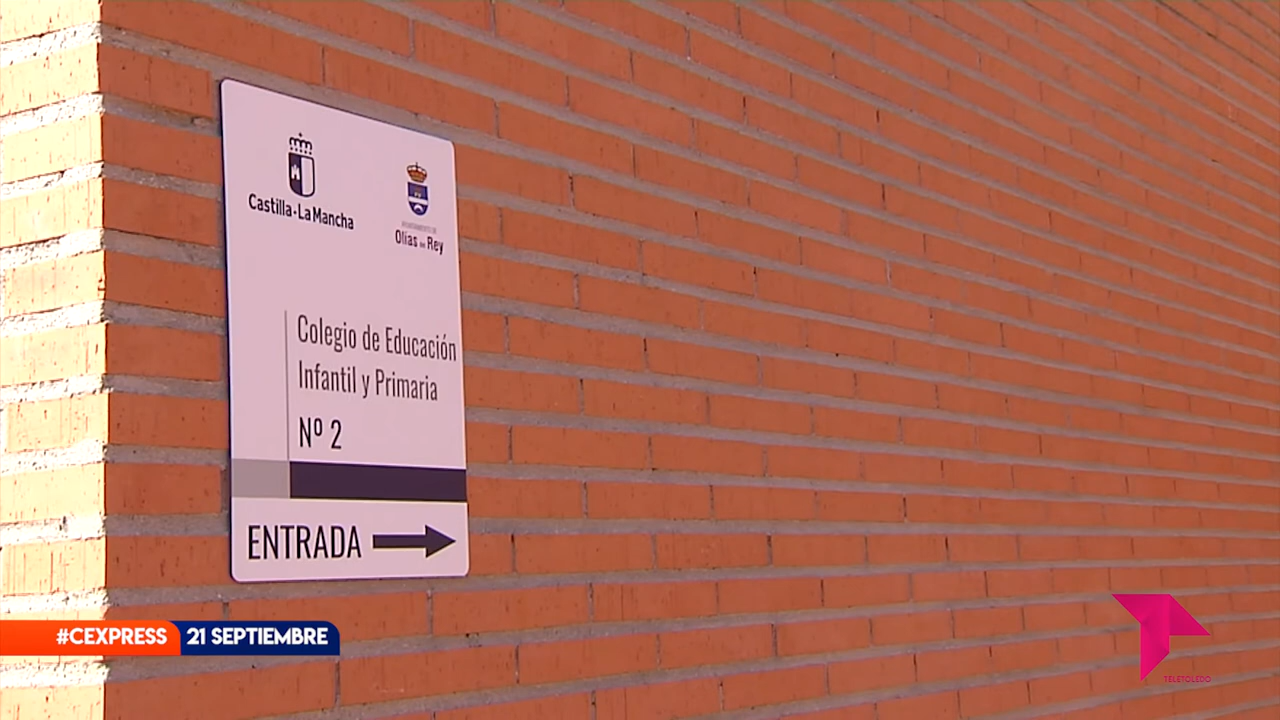 Castilla-La Mancha
AYUNTAMIENTO DE
Olías del Rey
Colegio de Educación
Infantil y Primaria
Nº 2
ENTRADA
#CEXPRESS 21 SEPTIEMBRE
TELETOLEDO